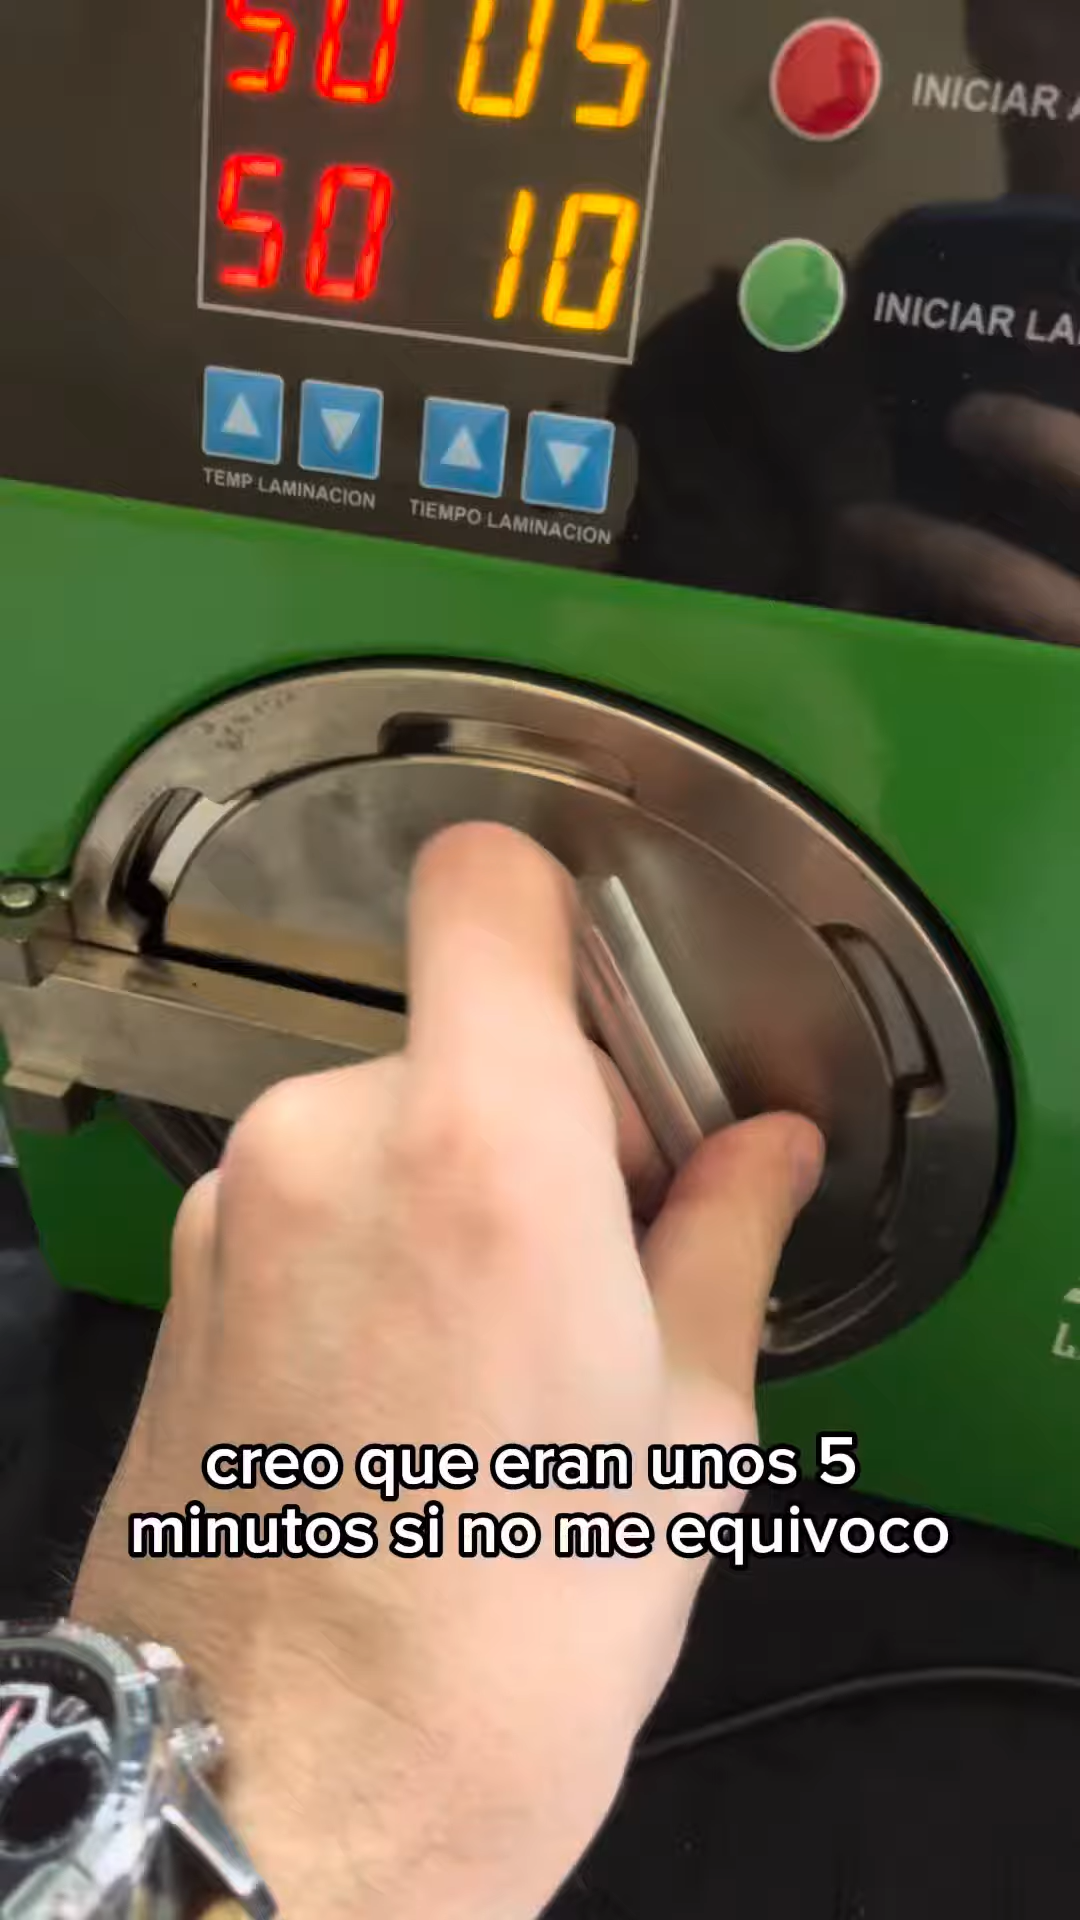 50 05
INICIAR
50 10
INICIAR
TEMP LAMINACION
TIEMPO LAMINACION
creo que eran unos 5
minutos si no me equivoco